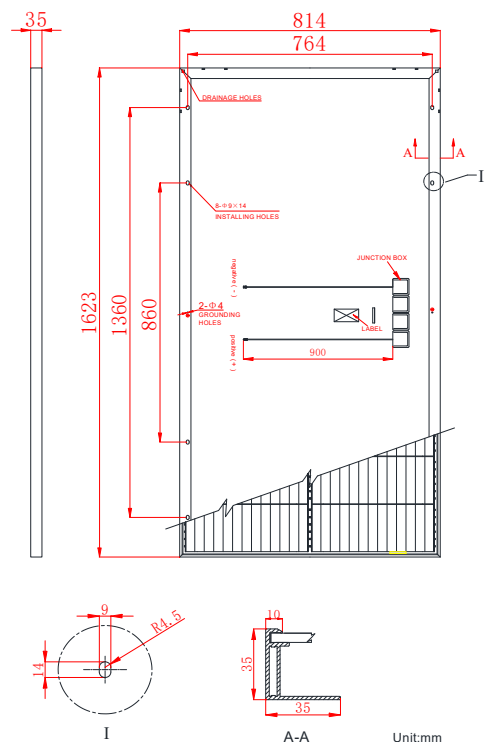 35
814
764
DRAINAGE HOLES
A
A
I
8-Φ9×14
INSTALLING HOLES
JUNCTION BOX
negative (-)
1623
1360
860
2-Φ4
GROUNDING
HOLES
LABEL
positive (+)
900
9
R4.5
14
I
10
35
35
A-A
Unit:mm